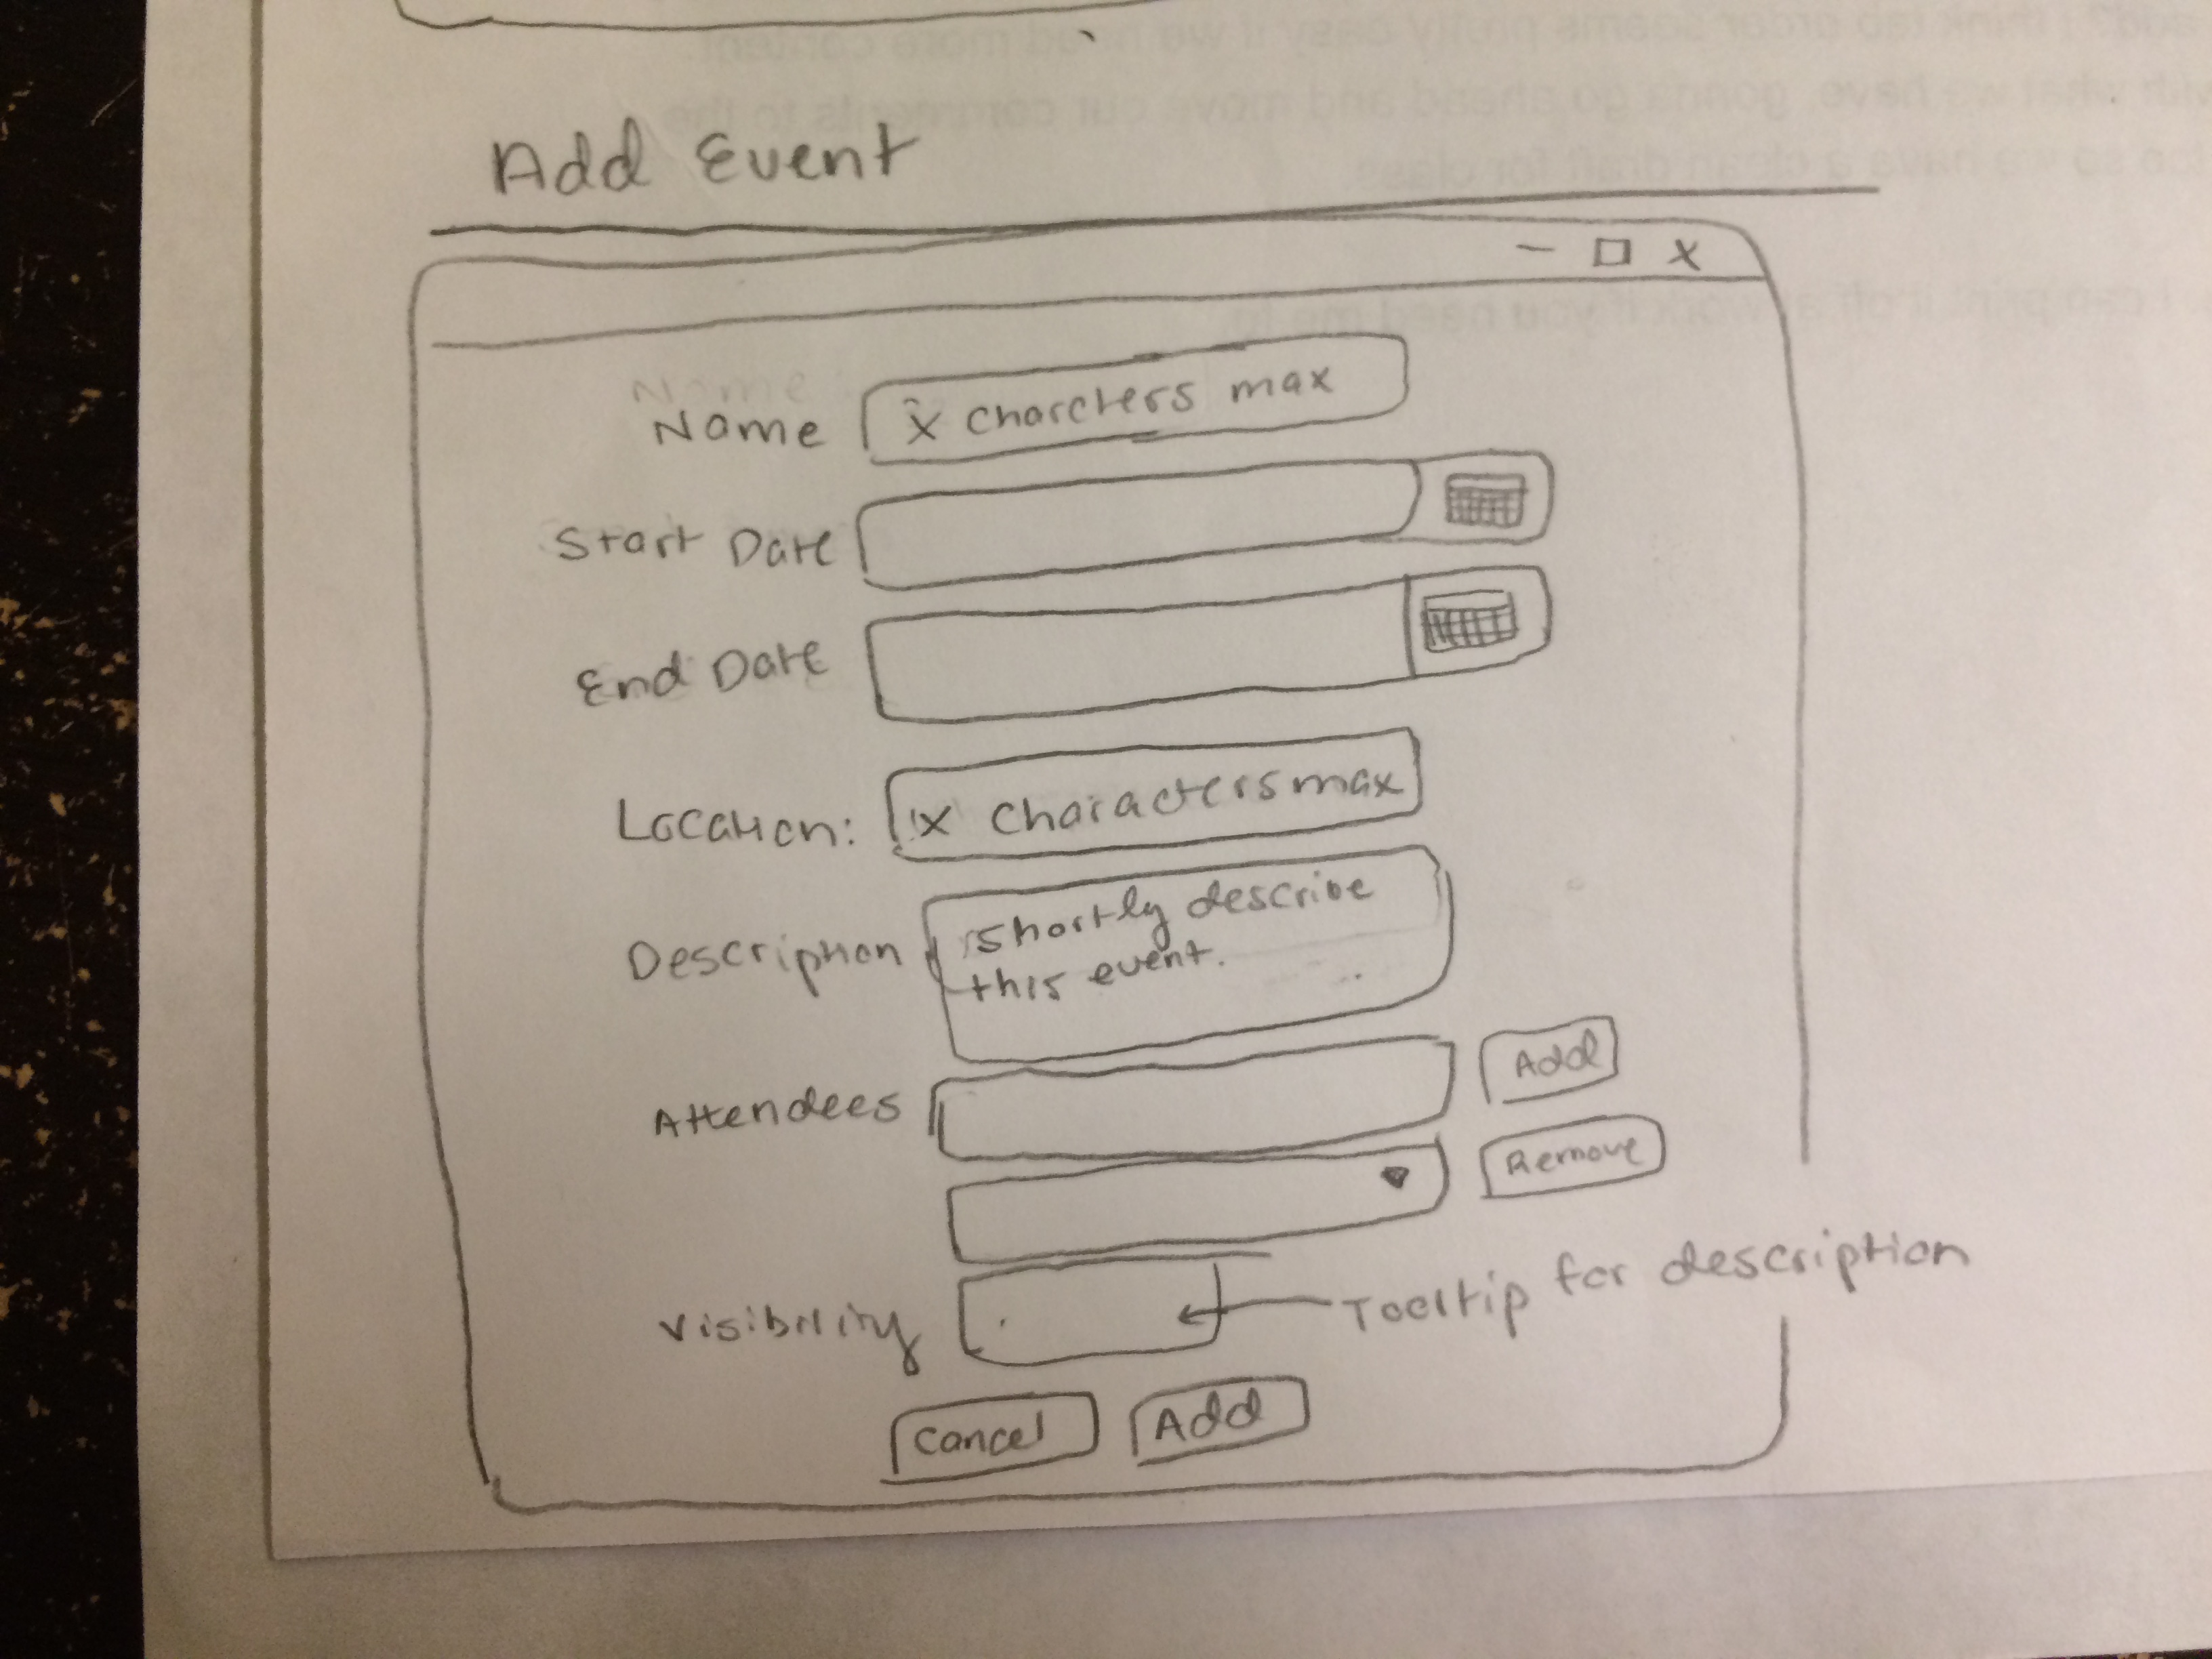 Add Event
- □ X
Name
x charcters max
Start Date
End Date
Location:
x characters max
Description
shortly describe
this event.
Attendees
Add
Remove
Visibility
Tooltip for description
Cancel
Add